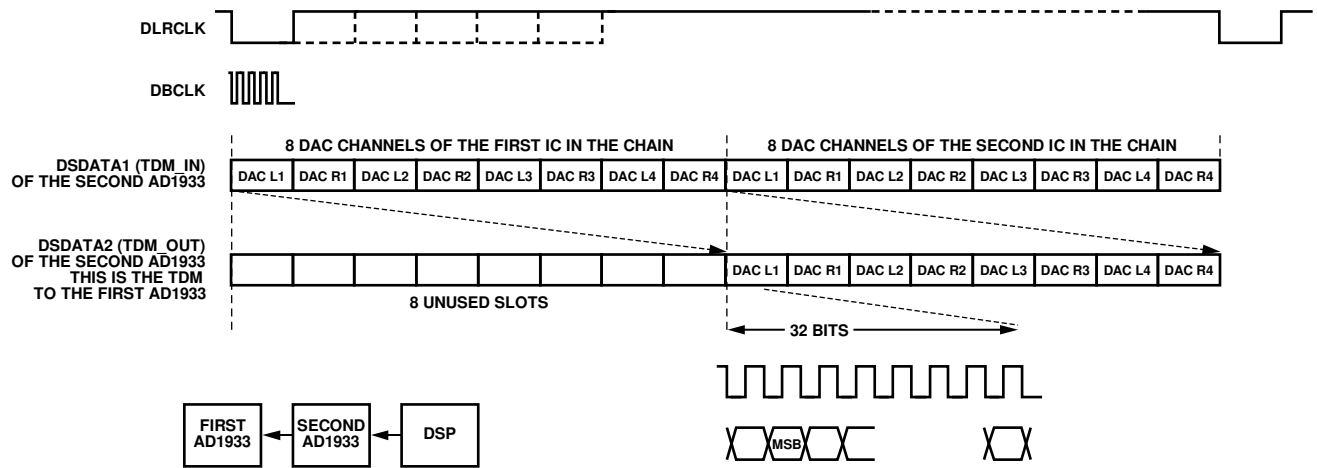 DLRCLK
DBCLK
8 DAC CHANNELS OF THE FIRST IC IN THE CHAIN
8 DAC CHANNELS OF THE SECOND IC IN THE CHAIN
DSDATA1 (TDM_IN)
OF THE SECOND AD1933
DAC L1 DAC R1 DAC L2 DAC R2 DAC L3 DAC R3 DAC L4 DAC R4 DAC L1 DAC R1 DAC L2 DAC R2 DAC L3 DAC R3 DAC L4 DAC R4
DSDATA2 (TDM_OUT)
OF THE SECOND AD1933
THIS IS THE TDM
TO THE FIRST AD1933
DAC L1 DAC R1 DAC L2 DAC R2 DAC L3 DAC R3 DAC L4 DAC R4
8 UNUSED SLOTS
32 BITS
FIRST
AD1933
SECOND
AD1933
DSP
MSB